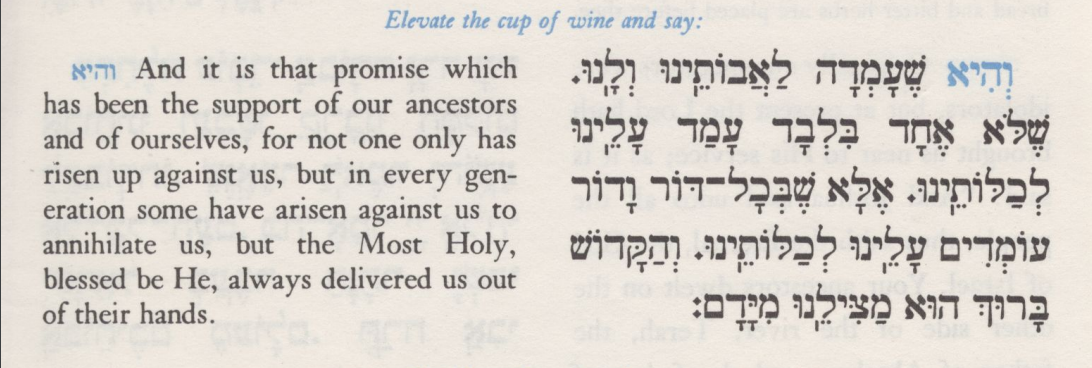 Elevate the cup of wine and say:
והיא And it is that promise which
has been the support of our ancestors
and of ourselves, for not one only has
risen up against us, but in every gen-
eration some have arisen against us to
annihilate us, but the Most Holy,
blessed be He, always delivered us out
of their hands.
וְהִיא שֶׁעָמְדָה לַאֲבוֹתֵינוּ וְלָנוּ.
שֶׁלֹּא אֶחָד בִּלְבָד עָמַד עָלֵינוּ
לְכַלּוֹתֵינוּ. אֶלָּא שֶׁבְּכָל־דּוֹר וָדוֹר
עוֹמְדִים עָלֵינוּ לְכַלּוֹתֵינוּ. וְהַקָּדוֹשׁ
בָּרוּךְ הוּא מַצִּילֵנוּ מִיָּדָם: